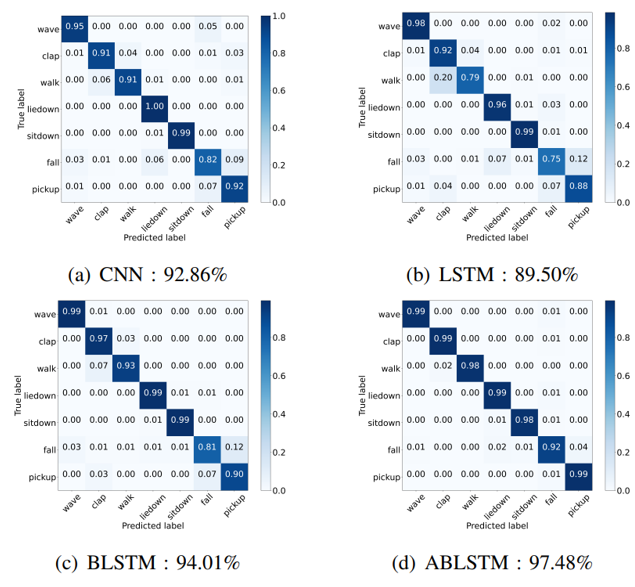 wave 0.95 0.00 0.00 0.00 0.00 0.05 0.00
clap 0.01 0.91 0.04 0.00 0.00 0.01 0.03
walk 0.00 0.06 0.91 0.01 0.00 0.00 0.01
liedown 0.00 0.00 0.00 1.00 0.00 0.00 0.00
sitdown 0.00 0.00 0.00 0.01 0.99 0.00 0.00
fall 0.03 0.01 0.00 0.06 0.00 0.82 0.09
pickup 0.01 0.00 0.00 0.00 0.00 0.07 0.92
True label
wave clap walk liedown sitdown fall pickup
Predicted label
1.0
0.8
0.6
0.4
0.2
0.0
(a) CNN : 92.86%
wave 0.98 0.00 0.00 0.00 0.00 0.02 0.00
clap 0.01 0.92 0.04 0.00 0.00 0.01 0.01
walk 0.00 0.20 0.79 0.00 0.00 0.00 0.00
liedown 0.00 0.00 0.00 0.96 0.01 0.03 0.00
sitdown 0.00 0.00 0.00 0.00 0.99 0.01 0.00
fall 0.03 0.00 0.01 0.07 0.01 0.75 0.12
pickup 0.01 0.04 0.00 0.00 0.00 0.07 0.88
True label
wave clap walk liedown sitdown fall pickup
Predicted label
0.8
0.6
0.4
0.2
0.0
(b) LSTM : 89.50%
wave 0.99 0.01 0.00 0.00 0.00 0.00 0.00
clap 0.00 0.97 0.03 0.00 0.00 0.00 0.00
walk 0.00 0.07 0.93 0.00 0.00 0.00 0.00
liedown 0.00 0.00 0.00 0.99 0.01 0.01 0.00
sitdown 0.00 0.00 0.00 0.01 0.99 0.00 0.00
fall 0.03 0.01 0.00 0.01 0.01 0.81 0.12
pickup 0.00 0.03 0.00 0.00 0.00 0.07 0.90
True label
wave clap walk liedown sitdown fall pickup
Predicted label
0.8
0.6
0.4
0.2
0.0
(c) BLSTM : 94.01%
wave 0.99 0.00 0.00 0.00 0.00 0.01 0.00
clap 0.00 0.99 0.00 0.00 0.00 0.00 0.00
walk 0.00 0.02 0.98 0.00 0.00 0.00 0.00
liedown 0.00 0.00 0.00 0.99 0.00 0.01 0.00
sitdown 0.00 0.00 0.00 0.01 0.98 0.01 0.00
fall 0.01 0.00 0.00 0.02 0.01 0.92 0.04
pickup 0.00 0.00 0.00 0.00 0.00 0.01 0.99
True label
wave clap walk liedown sitdown fall pickup
Predicted label
0.8
0.6
0.4
0.2
0.0
(d) ABLSTM : 97.48%